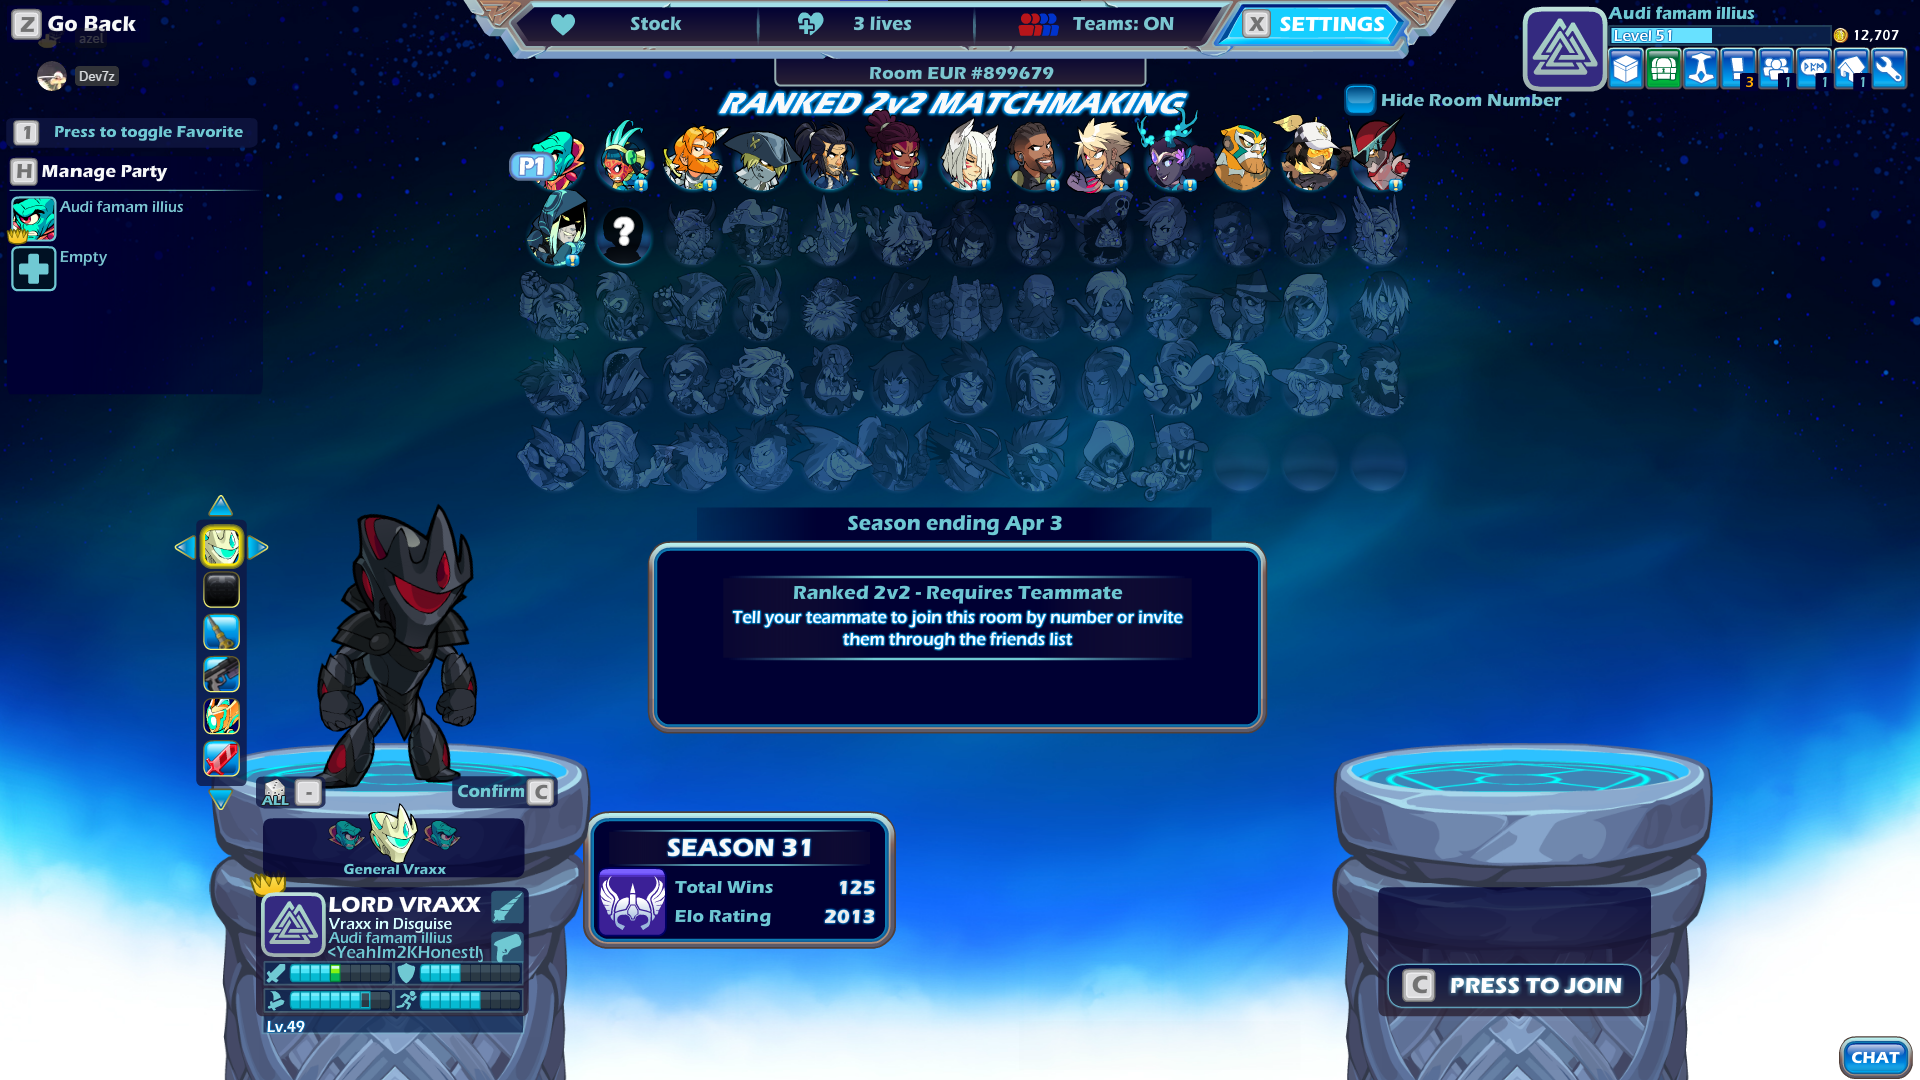 Z Go Back
azel
Dev7z
1 Press to toggle Favorite
H Manage Party
Audi famam illius
Empty
Stock
3 lives
Teams: ON
X SETTINGS
Room EUR #899679
RANKED 2v2 MATCHMAKING
Hide Room Number
Audi famam illius
Level 51
12,707
3
1
1
1
P1
?
Season ending Apr 3
Ranked 2v2 - Requires Teammate
Tell your teammate to join this room by number or invite
them through the friends list
ALL -
Confirm C
General Vraxx
LORD VRAXX
Vraxx in Disguise
Audi famam illius
<YeahIm2KHonestly
Lv.49
SEASON 31
Total Wins 125
Elo Rating 2013
C PRESS TO JOIN
CHAT